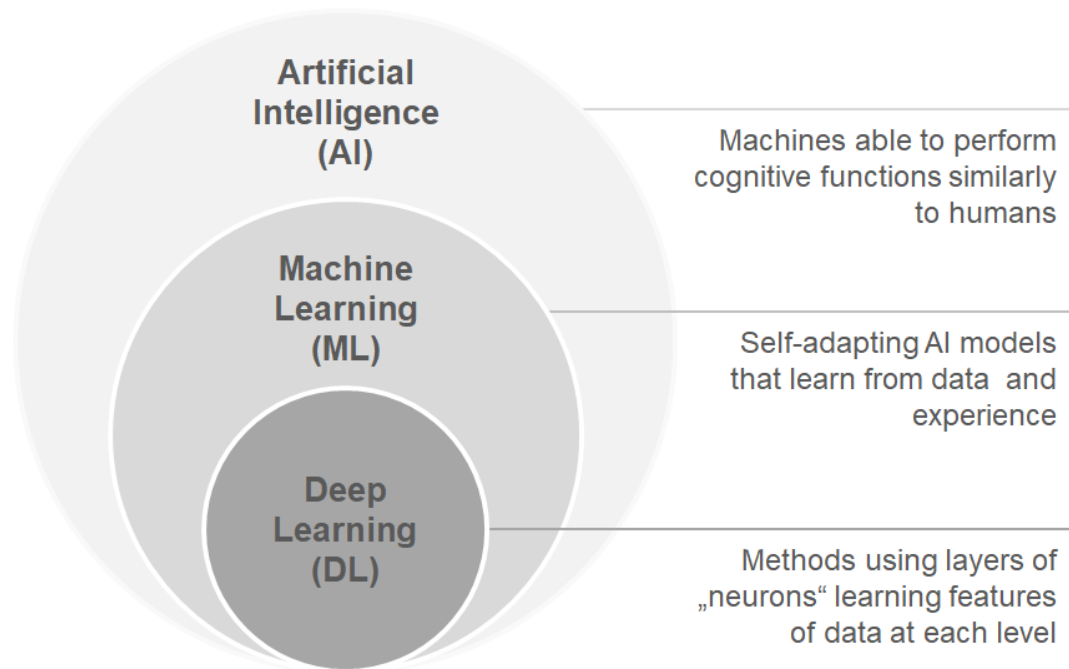 Artificial
Intelligence
(AI)
Machines able to perform
cognitive functions similarly
to humans
Machine
Learning
(ML)
Self-adapting AI models
that learn from data  and
experience
Deep
Learning
(DL)
Methods using layers of
„neurons“ learning features
of data at each level